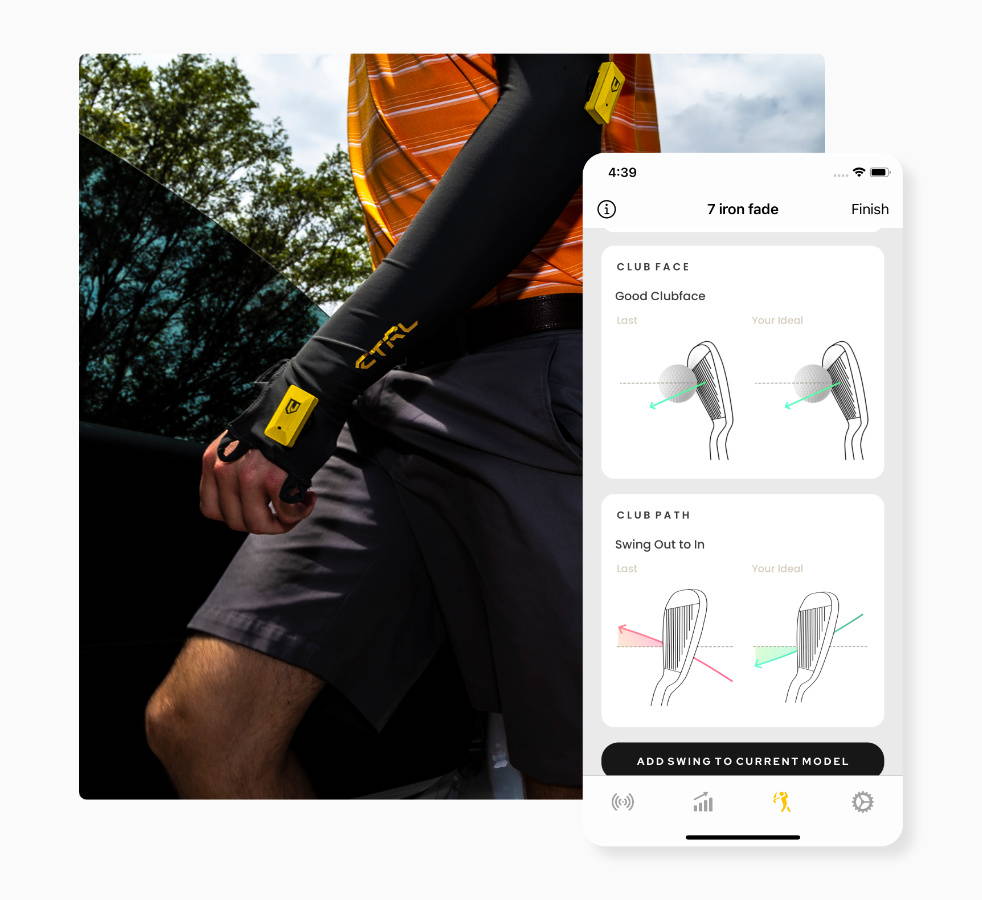 CTRL
4:39
7 iron fade
Finish
CLUB FACE
Good Clubface
Last
Your Ideal
CLUB PATH
Swing Out to In
Last
Your Ideal
ADD SWING TO CURRENT MODEL